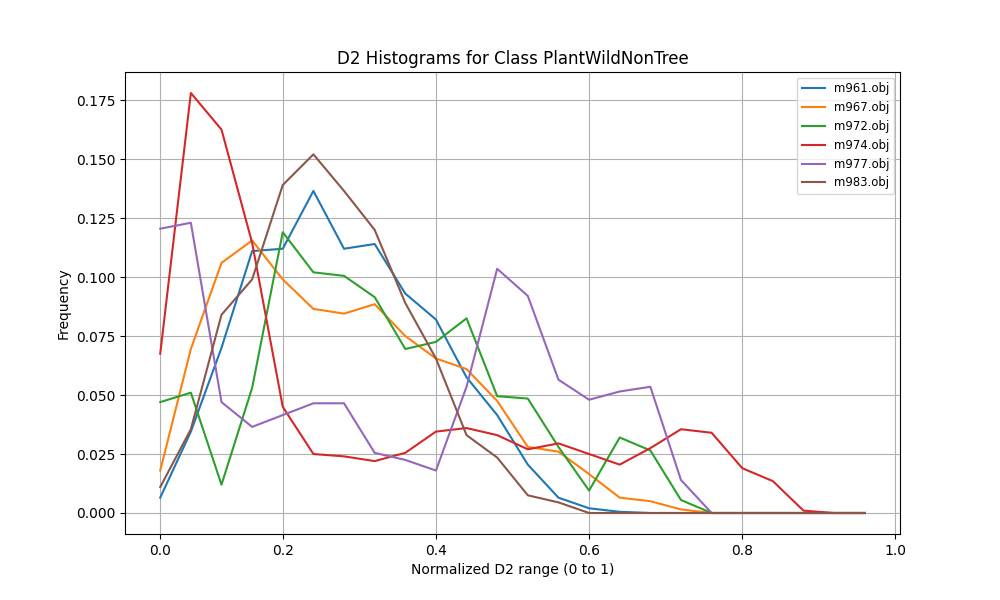 D2 Histograms for Class PlantWildNonTree
m961.obj
m967.obj
m972.obj
m974.obj
m977.obj
m983.obj
Frequency
0.175
0.150
0.125
0.100
0.075
0.050
0.025
0.000
0.0 0.2 0.4 0.6 0.8 1.0
Normalized D2 range (0 to 1)